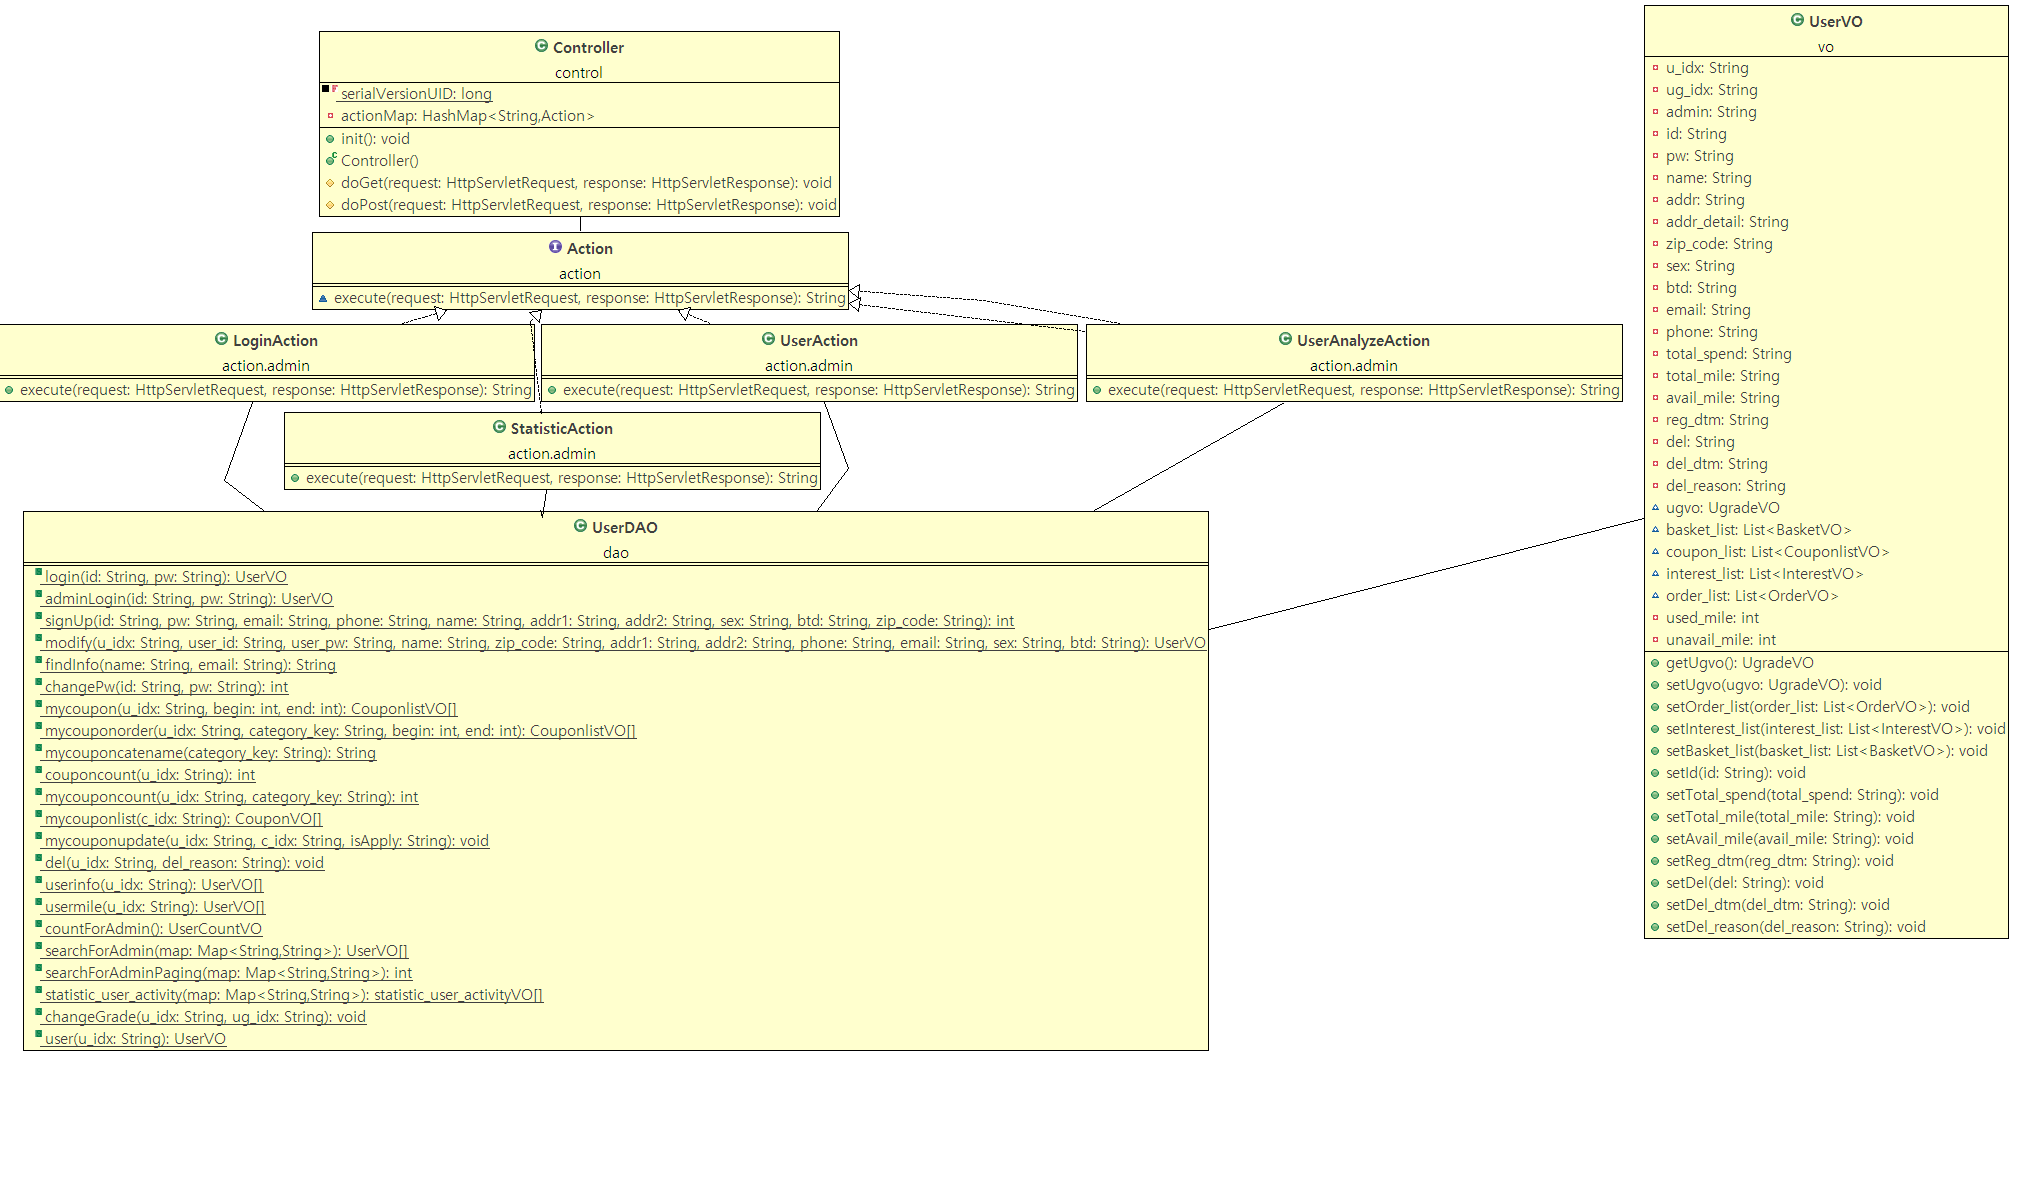 Controller
control
serialVersionUID: long
actionMap: HashMap<String,Action>
init(): void
Controller()
doGet(request: HttpServletRequest, response: HttpServletResponse): void
doPost(request: HttpServletRequest, response: HttpServletResponse): void
Action
action
execute(request: HttpServletRequest, response: HttpServletResponse): String
LoginAction
action.admin
execute(request: HttpServletRequest, response: HttpServletResponse): String
UserAction
action.admin
execute(request: HttpServletRequest, response: HttpServletResponse): String
UserAnalyzeAction
action.admin
execute(request: HttpServletRequest, response: HttpServletResponse): String
StatisticAction
action.admin
execute(request: HttpServletRequest, response: HttpServletResponse): String
UserDAO
dao
login(id: String, pw: String): UserVO
adminLogin(id: String, pw: String): UserVO
signUp(id: String, pw: String, email: String, phone: String, name: String, addr1: String, addr2: String, sex: String, btd: String, zip_code: String): int
modify(u_idx: String, user_id: String, user_pw: String, name: String, zip_code: String, addr1: String, addr2: String, phone: String, email: String, sex: String, btd: String): UserVO
findInfo(name: String, email: String): String
changePw(id: String, pw: String): int
mycoupon(u_idx: String, begin: int, end: int): CouponlistVO[]
mycouponorder(u_idx: String, category_key: String, begin: int, end: int): CouponlistVO[]
mycouponcatename(category_key: String): String
couponcount(u_idx: String): int
mycouponcount(u_idx: String, category_key: String): int
mycouponlist(c_idx: String): CouponVO[]
mycouponupdate(u_idx: String, c_idx: String, isApply: String): void
del(u_idx: String, del_reason: String): void
userinfo(u_idx: String): UserVO[]
usermile(u_idx: String): UserVO[]
countForAdmin(): UserCountVO
searchForAdmin(map: Map<String,String>): UserVO[]
searchForAdminPaging(map: Map<String,String>): int
statistic_user_activity(map: Map<String,String>): statistic_user_activityVO[]
changeGrade(u_idx: String, ug_idx: String): void
user(u_idx: String): UserVO
UserVO
vo
u_idx: String
ug_idx: String
admin: String
id: String
pw: String
name: String
addr: String
addr_detail: String
zip_code: String
sex: String
btd: String
email: String
phone: String
total_spend: String
total_mile: String
avail_mile: String
reg_dtm: String
del: String
del_dtm: String
del_reason: String
ugvo: UgradeVO
basket_list: List<BasketVO>
coupon_list: List<CouponlistVO>
interest_list: List<InterestVO>
order_list: List<OrderVO>
used_mile: int
unavail_mile: int
getUgvo(): UgradeVO
setUgvo(ugvo: UgradeVO): void
setOrder_list(order_list: List<OrderVO>): void
setInterest_list(interest_list: List<InterestVO>): void
setBasket_list(basket_list: List<BasketVO>): void
setId(id: String): void
setTotal_spend(total_spend: String): void
setTotal_mile(total_mile: String): void
setAvail_mile(avail_mile: String): void
setReg_dtm(reg_dtm: String): void
setDel(del: String): void
setDel_dtm(del_dtm: String): void
setDel_reason(del_reason: String): void